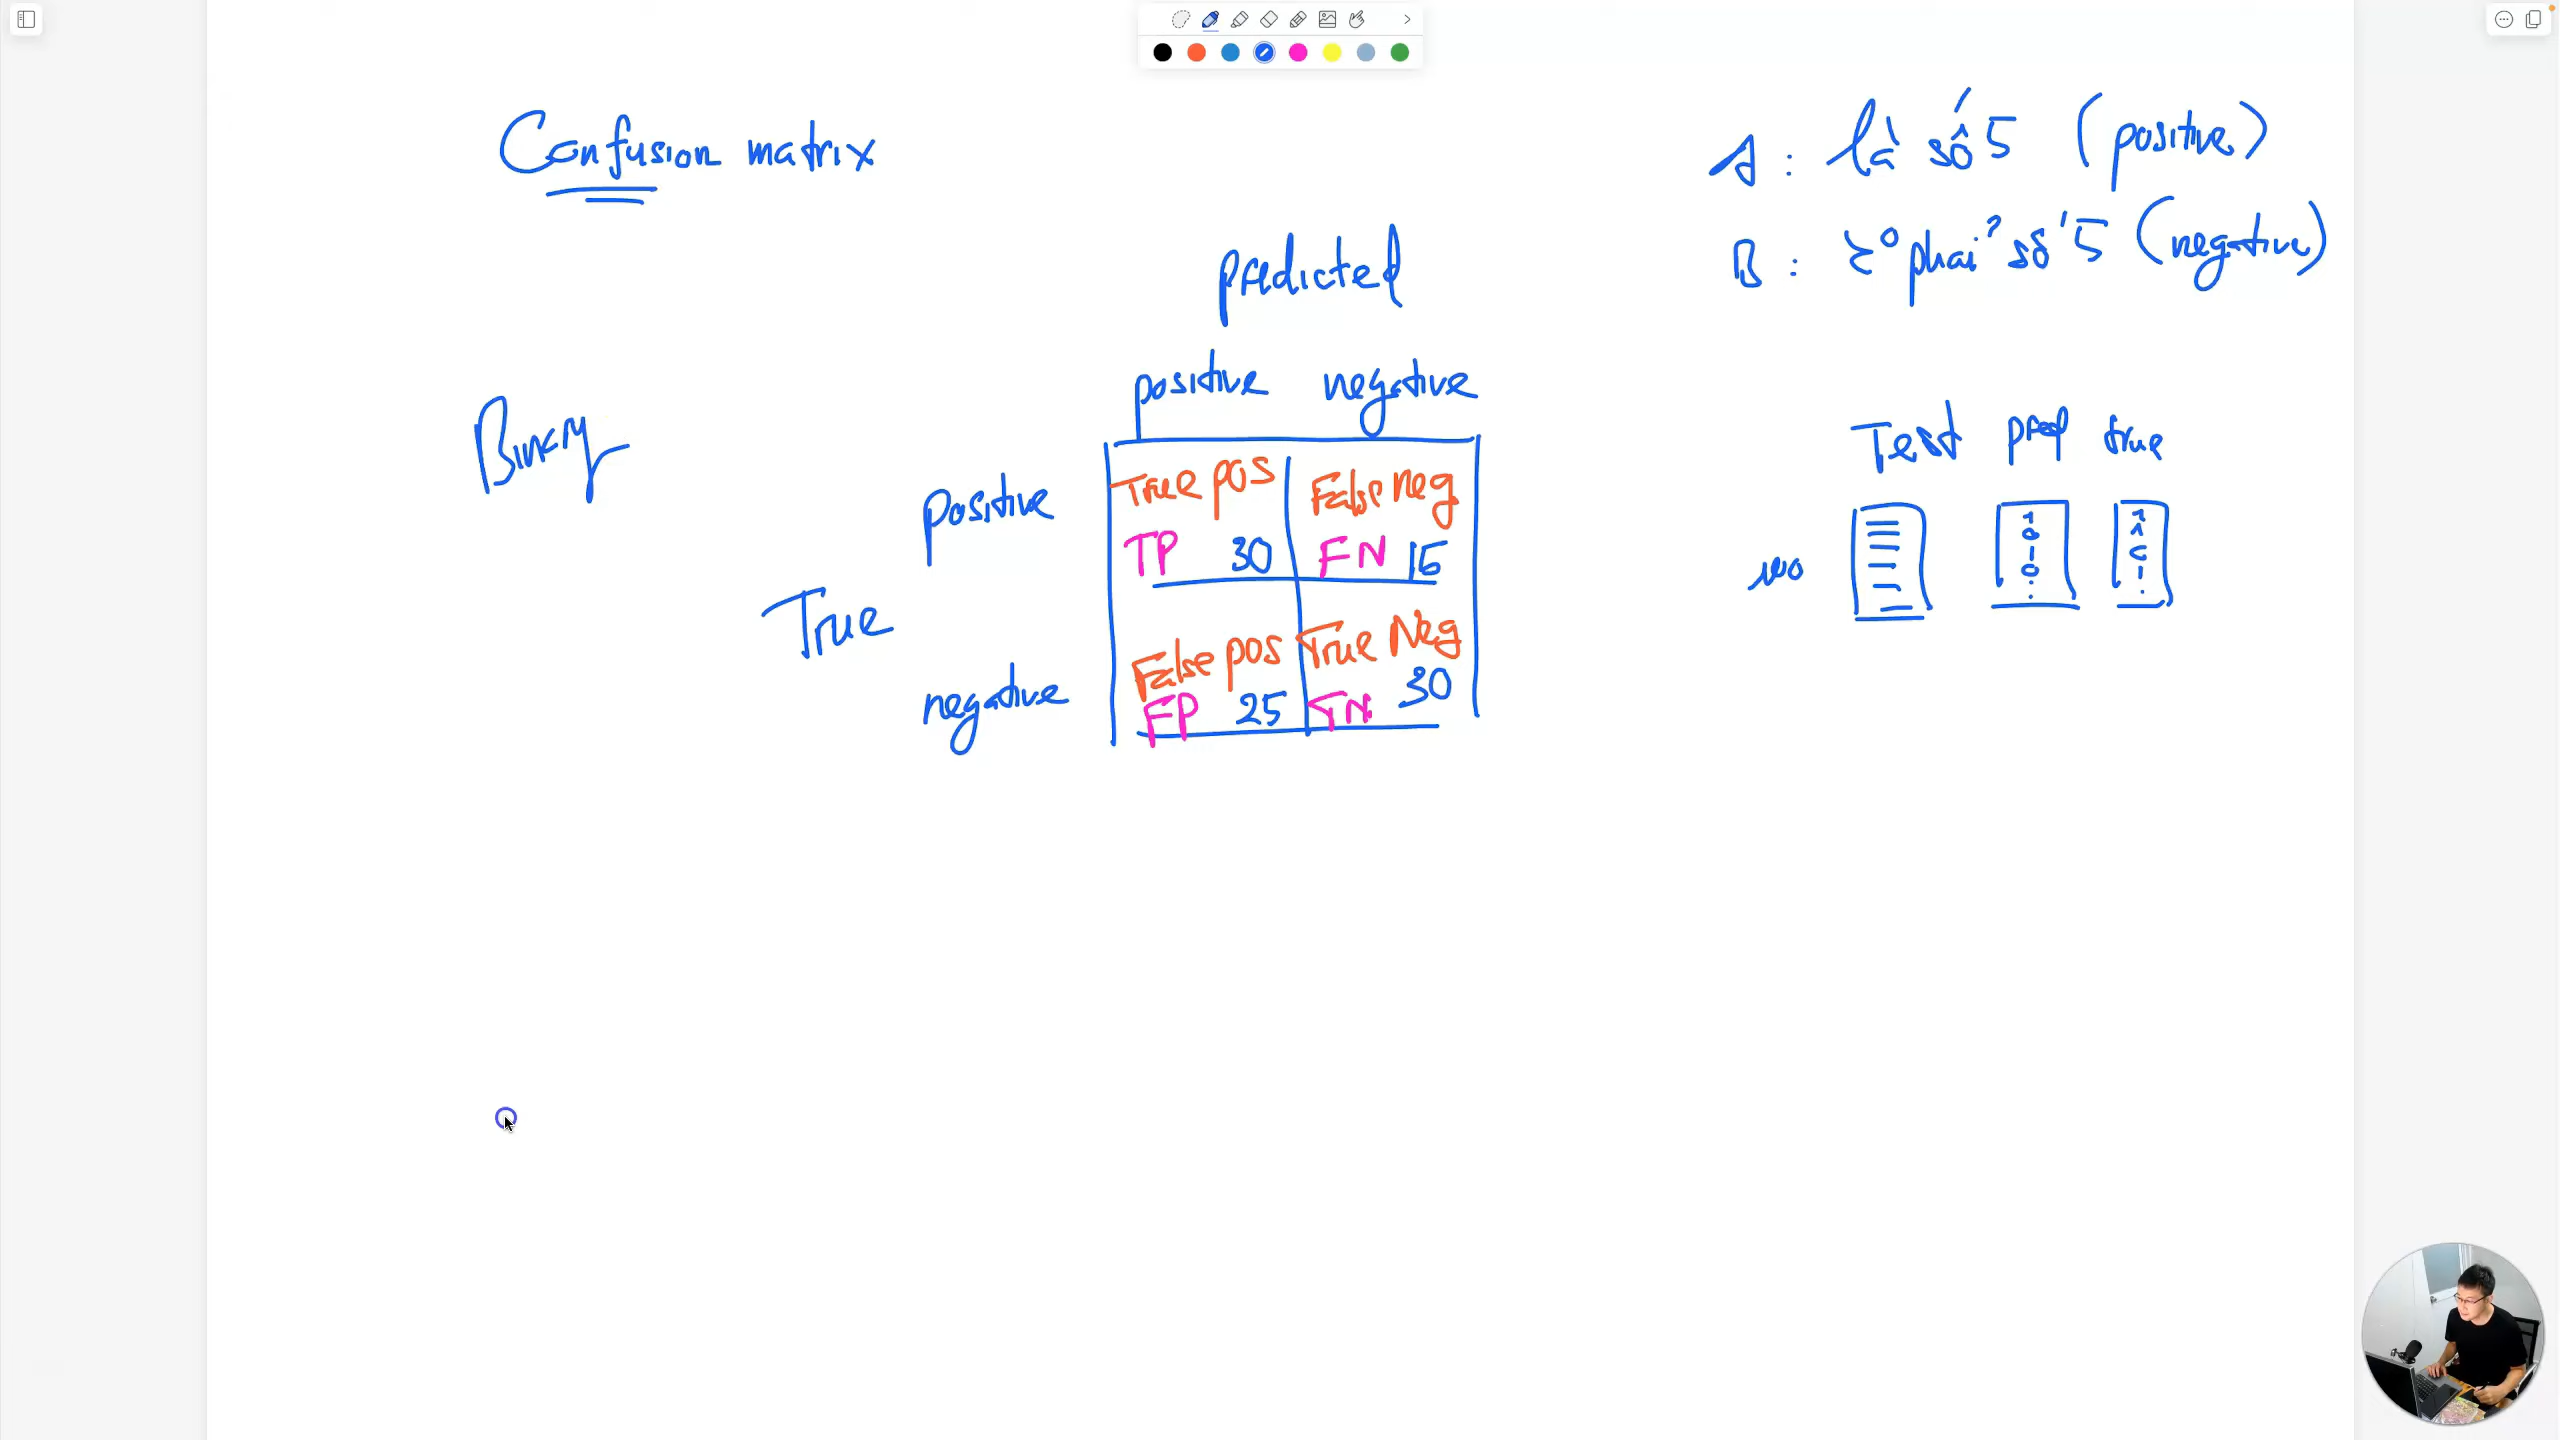 Confusion matrix
A : là số 5 (positive)
B : phải số 5 (negative)
predicted
positive negative
Binary
Test pred true
positive
True pos
False neg
TP 30
FN 15
100
True
False pos
True Neg
negative
FP 25
TN 30